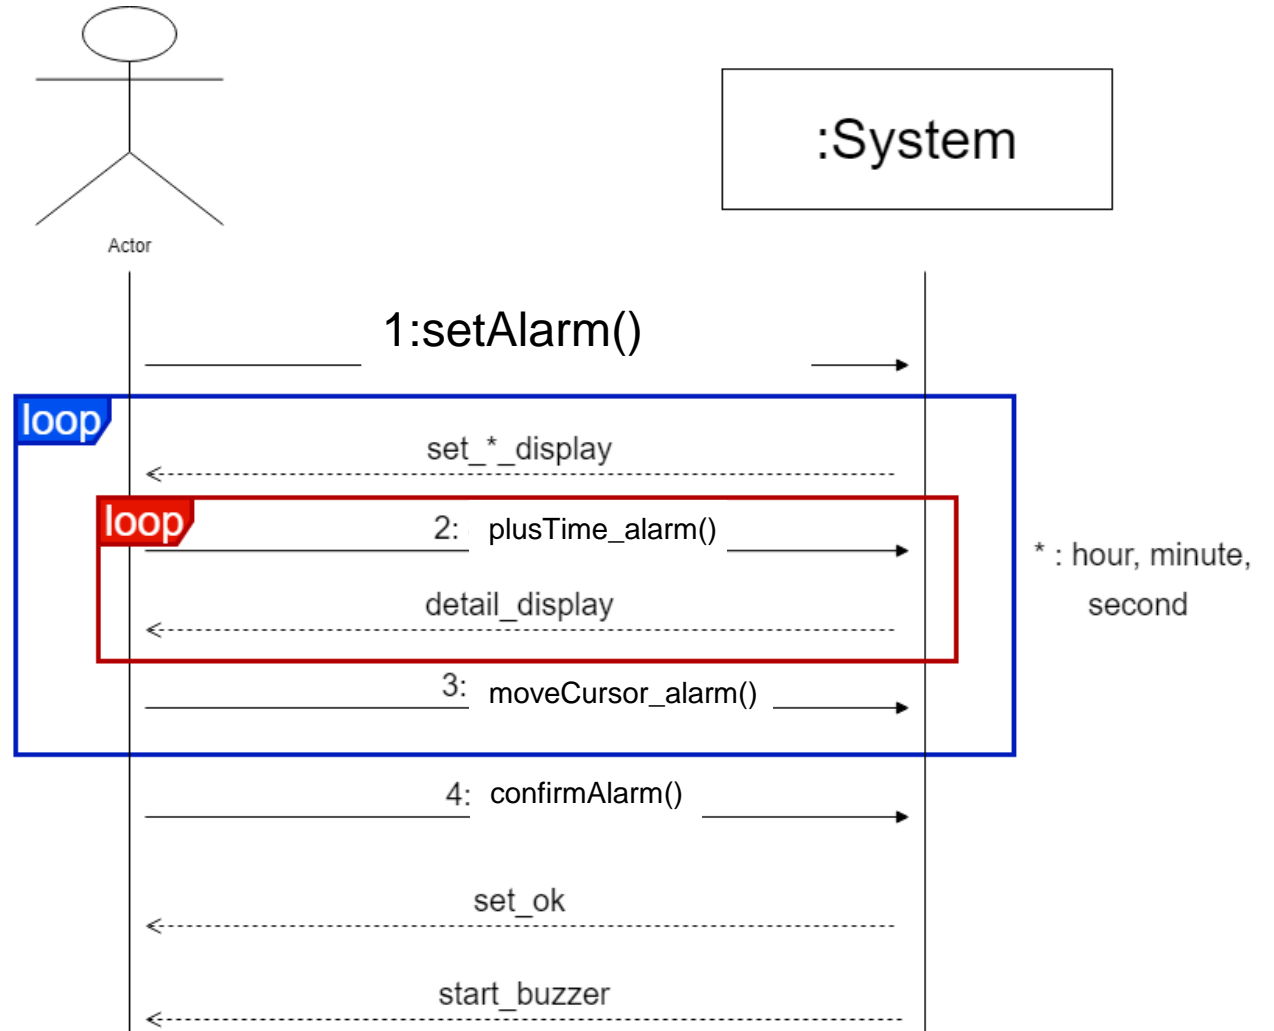 :System
Actor
1:setAlarm()
loop
set_*_display
loop
2: plusTime_alarm()
* : hour, minute,
second
detail_display
3: moveCursor_alarm()
4: confirmAlarm()
set_ok
start_buzzer